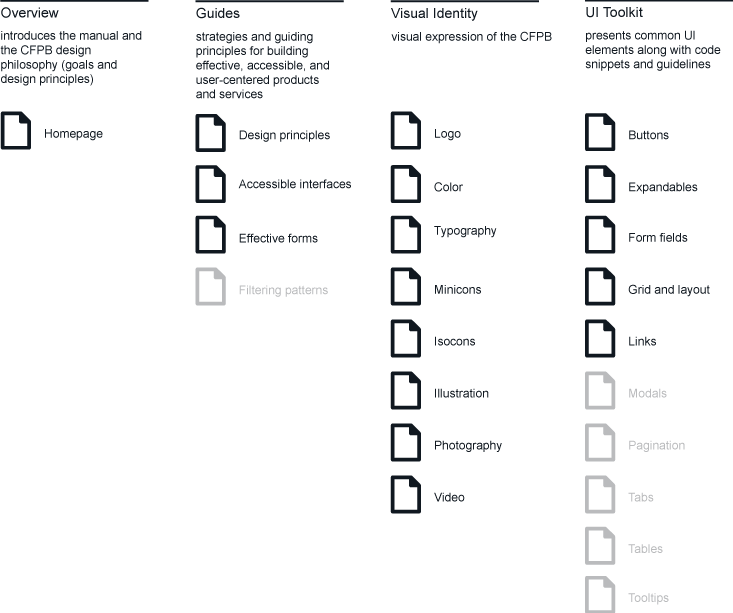 Overview
introduces the manual and
the CFPB design
philosophy (goals and
design principles)
Homepage
Guides
strategies and guiding
principles for building
effective, accessible, and
user-centered products
and services
Design principles
Accessible interfaces
Effective forms
Filtering patterns
Visual Identity
visual expression of the CFPB
Logo
Color
Typography
Minicons
Isocons
Illustration
Photography
Video
UI Toolkit
presents common UI
elements along with code
snippets and guidelines
Buttons
Expandables
Form fields
Grid and layout
Links
Modals
Pagination
Tabs
Tables
Tooltips